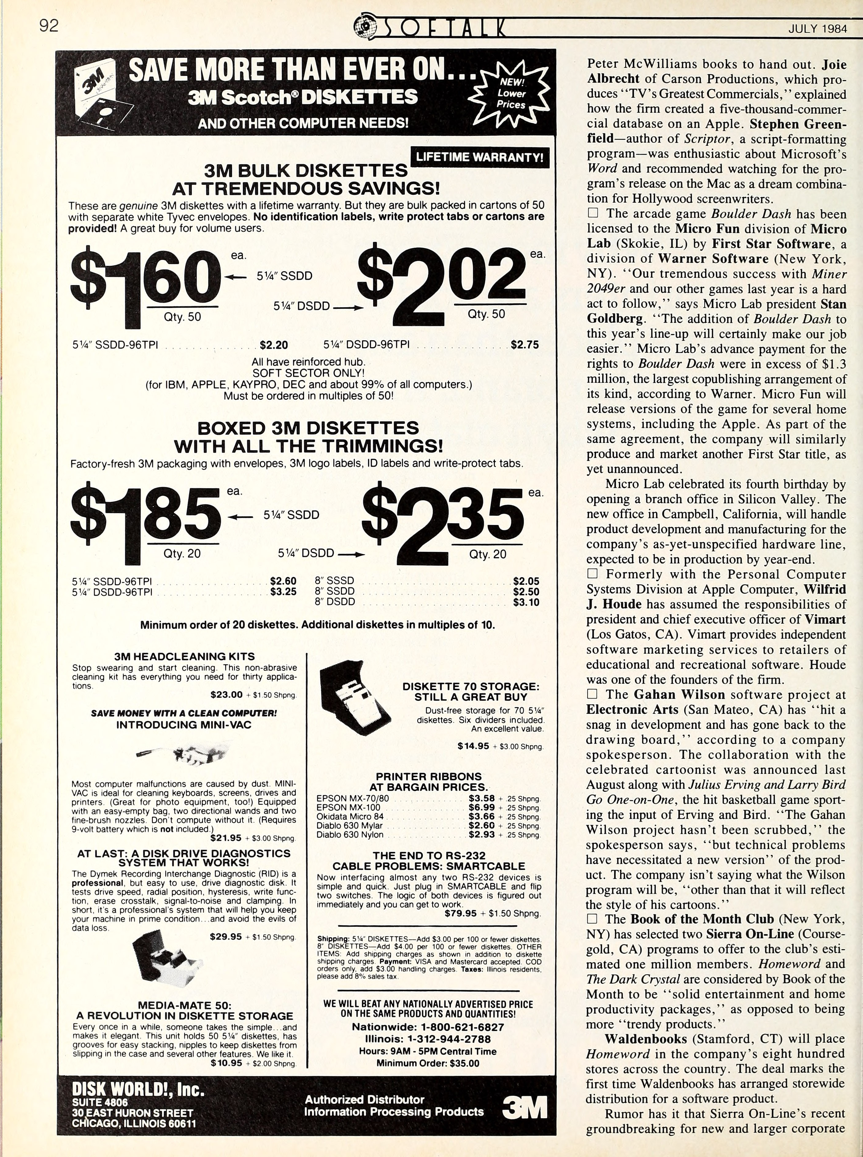 92
SOFTALK
JULY 1984
3M
SAVE MORE THAN EVER ON...
3M Scotch® DISKETTES
AND OTHER COMPUTER NEEDS!
NEW!
Lower
Prices
LIFETIME WARRANTY!
3M BULK DISKETTES
AT TREMENDOUS SAVINGS!
These are genuine 3M diskettes with a lifetime warranty. But they are bulk packed in cartons of 50
with separate white Tyvec envelopes. No identification labels, write protect tabs or cartons are
provided! A great buy for volume users.
$1.60 ea.
Qty. 50
5¼" SSDD
5¼" DSDD
$2.02 ea.
Qty. 50
5¼" SSDD-96TPI . . . . . . . . . . . . . . $2.20
5¼" DSDD-96TPI . . . . . . . . . . . . . . $2.75
All have reinforced hub.
SOFT SECTOR ONLY!
(for IBM, APPLE, KAYPRO, DEC and about 99% of all computers.)
Must be ordered in multiples of 50!
BOXED 3M DISKETTES
WITH ALL THE TRIMMINGS!
Factory-fresh 3M packaging with envelopes, 3M logo labels, ID labels and write-protect tabs.
$1.85 ea.
Qty. 20
5¼" SSDD
5¼" DSDD
$2.35 ea.
Qty. 20
5¼" SSDD-96TPI . . . . . . . . . . . . . . $2.60
5¼" DSDD-96TPI . . . . . . . . . . . . . . $3.25
8" SSSD . . . . . . . . . . . . . . $2.05
8" SSDD . . . . . . . . . . . . . . $2.50
8" DSDD . . . . . . . . . . . . . . $3.10
Minimum order of 20 diskettes. Additional diskettes in multiples of 10.
3M HEADCLEANING KITS
Stop swearing and start cleaning. This non-abrasive
cleaning kit has everything you need for thirty applica-
tions.
$23.00 + $1.50 Shpng.
SAVE MONEY WITH A CLEAN COMPUTER!
INTRODUCING MINI-VAC
Most computer malfunctions are caused by dust. MINI-
VAC is ideal for cleaning keyboards, screens, drives and
printers. (Great for photo equipment, too!) Equipped
with an easy-empty bag, two directional wands and two
fine-brush nozzles. Don't compute without it. (Requires
9-volt battery which is not included.)
$21.95 + $3.00 Shpng.
AT LAST: A DISK DRIVE DIAGNOSTICS
SYSTEM THAT WORKS!
The Dymek Recording Interchange Diagnostic (RID) is a
professional, but easy to use, drive diagnostic disk. It
tests drive speed, radial position, hysteresis, write func-
tion, erase crosstalk, signal-to-noise and clamping. In
short, it's a professional's system that will help you keep
your machine in prime condition...and avoid the evils of
data loss.
$29.95 + $1.50 Shpng.
MEDIA-MATE 50:
A REVOLUTION IN DISKETTE STORAGE
Every once in a while, someone takes the simple...and
makes it elegant. This unit holds 50 5¼" diskettes, has
grooves for easy stacking, nipples to keep diskettes from
slipping in the case and several other features. We like it.
$10.95 + $2.00 Shpng.
DISKETTE 70 STORAGE:
STILL A GREAT BUY
Dust-free storage for 70 5¼"
diskettes. Six dividers included.
An excellent value.
$14.95 + $3.00 Shpng.
PRINTER RIBBONS
AT BARGAIN PRICES.
EPSON MX-70/80 . . . . . . . . $3.58 + .25 Shpng.
EPSON MX-100 . . . . . . . . $6.99 + .25 Shpng.
Okidata Micro 84 . . . . . . . . $3.66 + .25 Shpng.
Diablo 630 Mylar . . . . . . . . $2.60 + .25 Shpng.
Diablo 630 Nylon . . . . . . . . $2.93 + .25 Shpng.
THE END TO RS-232
CABLE PROBLEMS: SMARTCABLE
Now interfacing almost any two RS-232 devices is
simple and quick. Just plug in SMARTCABLE and flip
two switches. The logic of both devices is figured out
immediately and you can get to work.
$79.95 + $1.50 Shpng.
Shipping: 5¼" DISKETTES—Add $3.00 per 100 or fewer diskettes.
8" DISKETTES—Add $4.00 per 100 or fewer diskettes. OTHER
ITEMS: Add shipping charges as shown in addition to diskette
shipping charges. Payment: VISA and Mastercard accepted. COD
orders only, add $3.00 handling charges. Taxes: Illinois residents,
please add 8% sales tax.
WE WILL BEAT ANY NATIONALLY ADVERTISED PRICE
ON THE SAME PRODUCTS AND QUANTITIES!
Nationwide: 1-800-621-6827
Illinois: 1-312-944-2788
Hours: 9AM - 5PM Central Time
Minimum Order: $35.00
DISK WORLD!, Inc.
SUITE 4806
30 EAST HURON STREET
CHICAGO, ILLINOIS 60611
Authorized Distributor
Information Processing Products
3M
Peter McWilliams books to hand out. Joie
Albrecht of Carson Productions, which pro-
duces "TV's Greatest Commercials," explained
how the firm created a five-thousand-commer-
cial database on an Apple. Stephen Green-
field—author of Scriptor, a script-formatting
program—was enthusiastic about Microsoft's
Word and recommended watching for the pro-
gram's release on the Mac as a dream combina-
tion for Hollywood screenwriters.
□ The arcade game Boulder Dash has been
licensed to the Micro Fun division of Micro
Lab (Skokie, IL) by First Star Software, a
division of Warner Software (New York,
NY). "Our tremendous success with Miner
2049er and our other games last year is a hard
act to follow," says Micro Lab president Stan
Goldberg. "The addition of Boulder Dash to
this year's line-up will certainly make our job
easier." Micro Lab's advance payment for the
rights to Boulder Dash were in excess of $1.3
million, the largest copublishing arrangement of
its kind, according to Warner. Micro Fun will
release versions of the game for several home
systems, including the Apple. As part of the
same agreement, the company will similarly
produce and market another First Star title, as
yet unannounced.
Micro Lab celebrated its fourth birthday by
opening a branch office in Silicon Valley. The
new office in Campbell, California, will handle
product development and manufacturing for the
company's as-yet-unspecified hardware line,
expected to be in production by year-end.
□ Formerly with the Personal Computer
Systems Division at Apple Computer, Wilfrid
J. Houde has assumed the responsibilities of
president and chief executive officer of Vimart
(Los Gatos, CA). Vimart provides independent
software marketing services to retailers of
educational and recreational software. Houde
was one of the founders of the firm.
□ The Gahan Wilson software project at
Electronic Arts (San Mateo, CA) has "hit a
snag in development and has gone back to the
drawing board," according to a company
spokesperson. The collaboration with the
celebrated cartoonist was announced last
August along with Julius Erving and Larry Bird
Go One-on-One, the hit basketball game sport-
ing the input of Erving and Bird. "The Gahan
Wilson project hasn't been scrubbed," the
spokesperson says, "but technical problems
have necessitated a new version" of the prod-
uct. The company isn't saying what the Wilson
program will be, "other than that it will reflect
the style of his cartoons."
□ The Book of the Month Club (New York,
NY) has selected two Sierra On-Line (Course-
gold, CA) programs to offer to the club's esti-
mated one million members. Homeword and
The Dark Crystal are considered by Book of the
Month to be "solid entertainment and home
productivity packages," as opposed to being
more "trendy products."
Waldenbooks (Stamford, CT) will place
Homeword in the company's eight hundred
stores across the country. The deal marks the
first time Waldenbooks has arranged storewide
distribution for a software product.
Rumor has it that Sierra On-Line's recent
groundbreaking for new and larger corporate